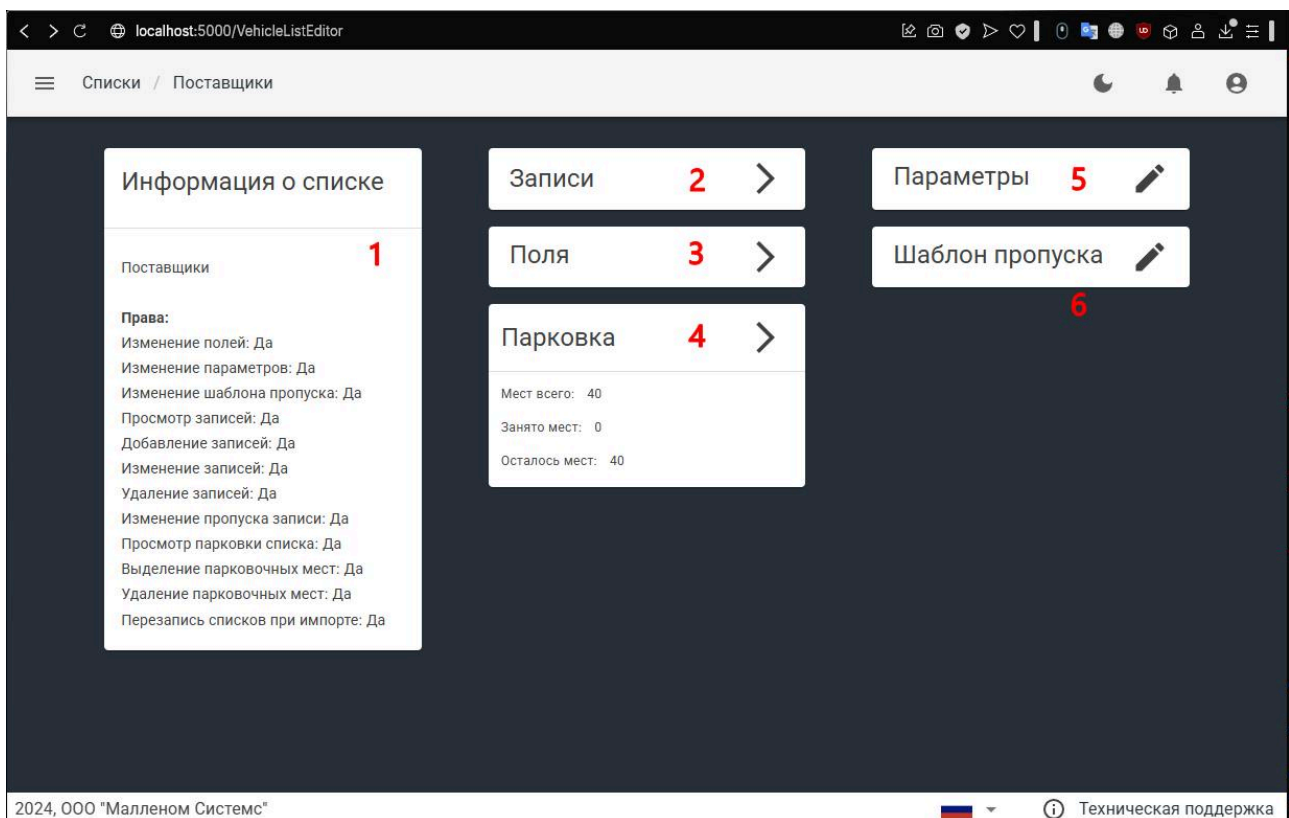 localhost:5000/VehicleListEditor
Списки / Поставщики
Информация о списке
1
Поставщики
Права:
Изменение полей: Да
Изменение параметров: Да
Изменение шаблона пропуска: Да
Просмотр записей: Да
Добавление записей: Да
Изменение записей: Да
Удаление записей: Да
Изменение пропуска записи: Да
Просмотр парковки списка: Да
Выделение парковочных мест: Да
Удаление парковочных мест: Да
Перезапись списков при импорте: Да
Записи 2
Поля 3
Парковка 4
Мест всего: 40
Занято мест: 0
Осталось мест: 40
Параметры 5
Шаблон пропуска
6
2024, ООО "Малленом Системс"
Техническая поддержка